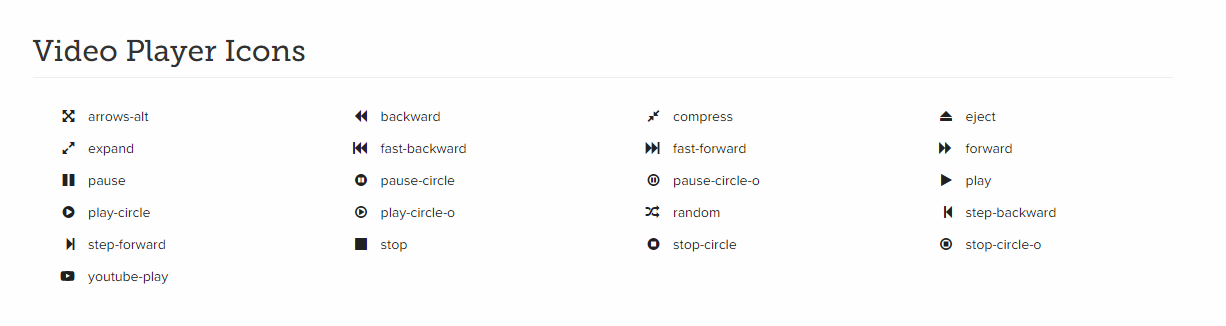 Video Player Icons
arrows-alt backward compress eject
expand fast-backward fast-forward forward
pause pause-circle pause-circle-o play
play-circle play-circle-o random step-backward
step-forward stop stop-circle stop-circle-o
youtube-play